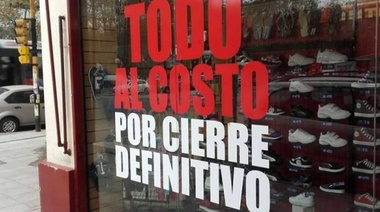 TODO
AL COSTO
POR CIERRE
DEFINITIVO